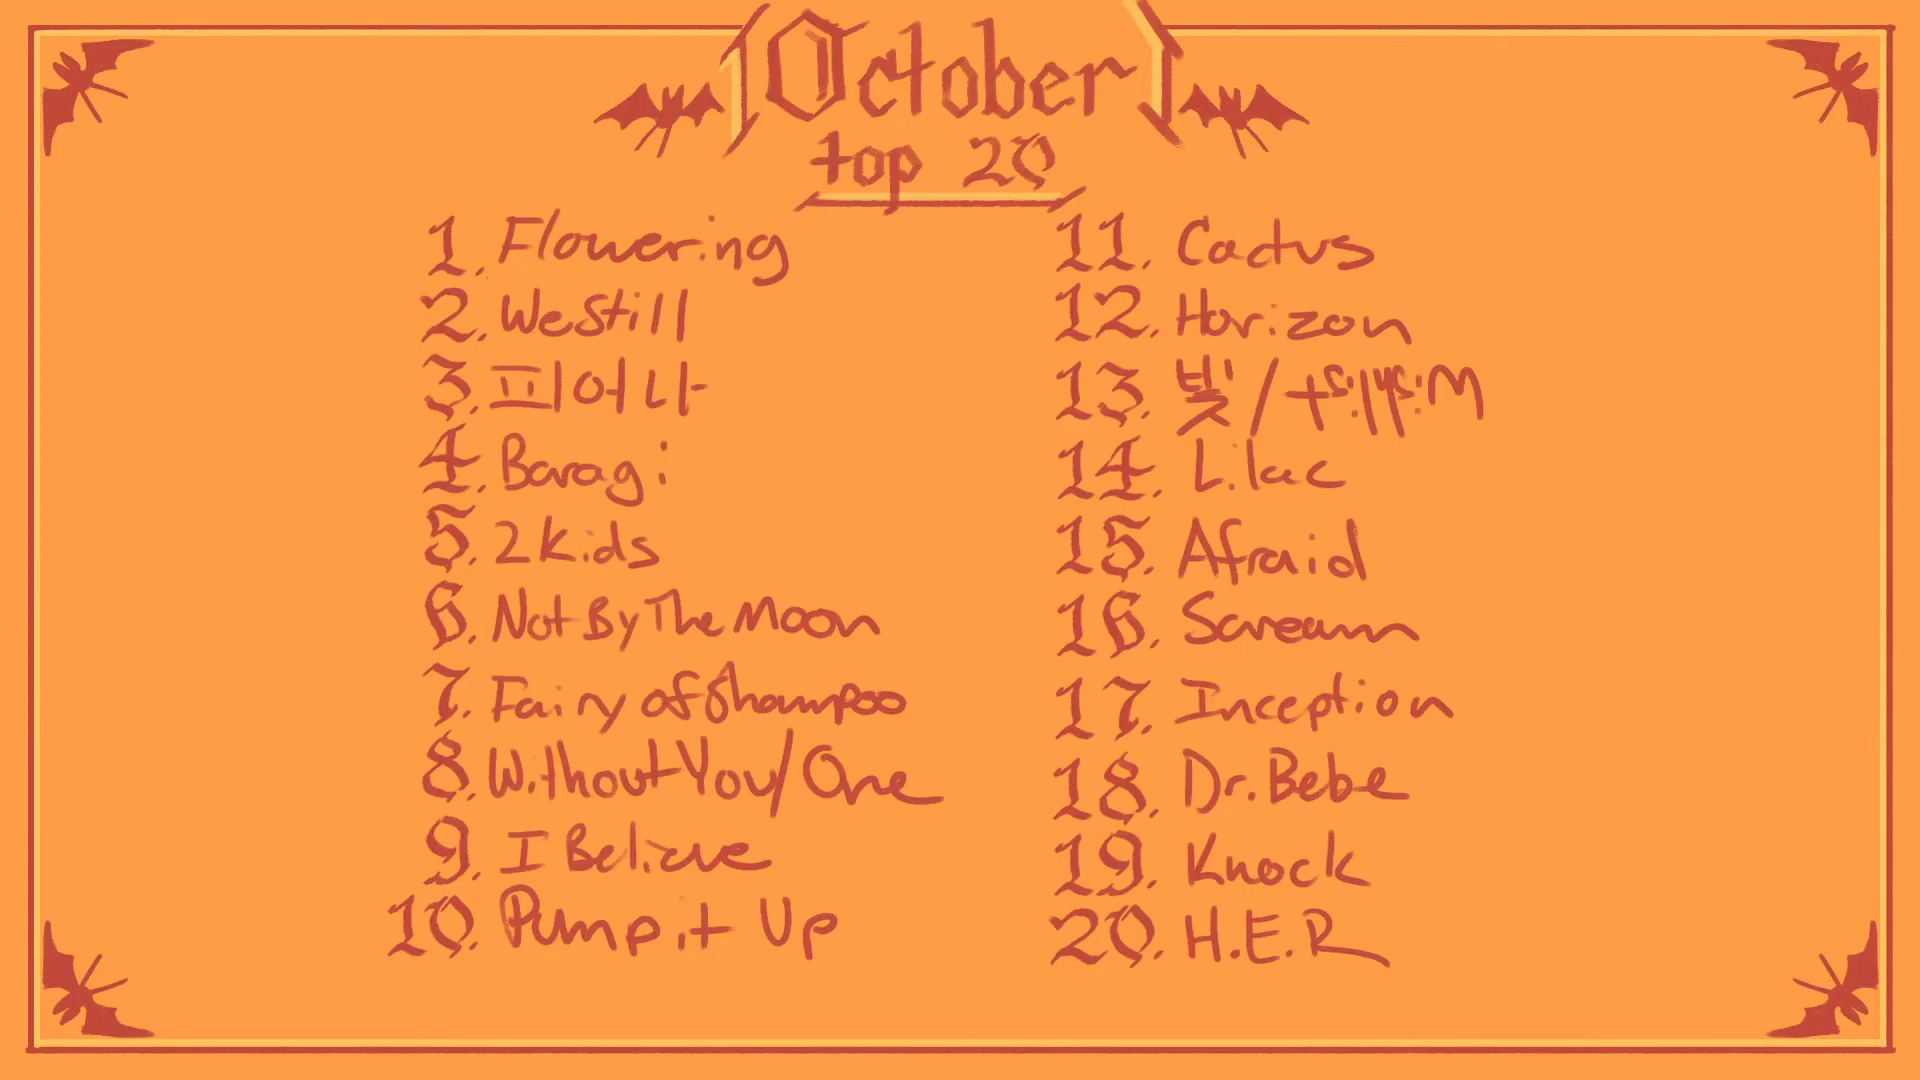 October
top 20
1. Flowering
2. We Still
3. 피어나
4. Baragi
5. 2 Kids
6. Not By The Moon
7. Fairy of Shampoo
8. Without You/One
9. I Believe
10. Pump it Up
11. Cactus
12. Horizon
13. 빛/Wishlist
14. Lilac
15. Afraid
16. Scream
17. Inception
18. Dr. Bebe
19. Knock
20. H.E.R